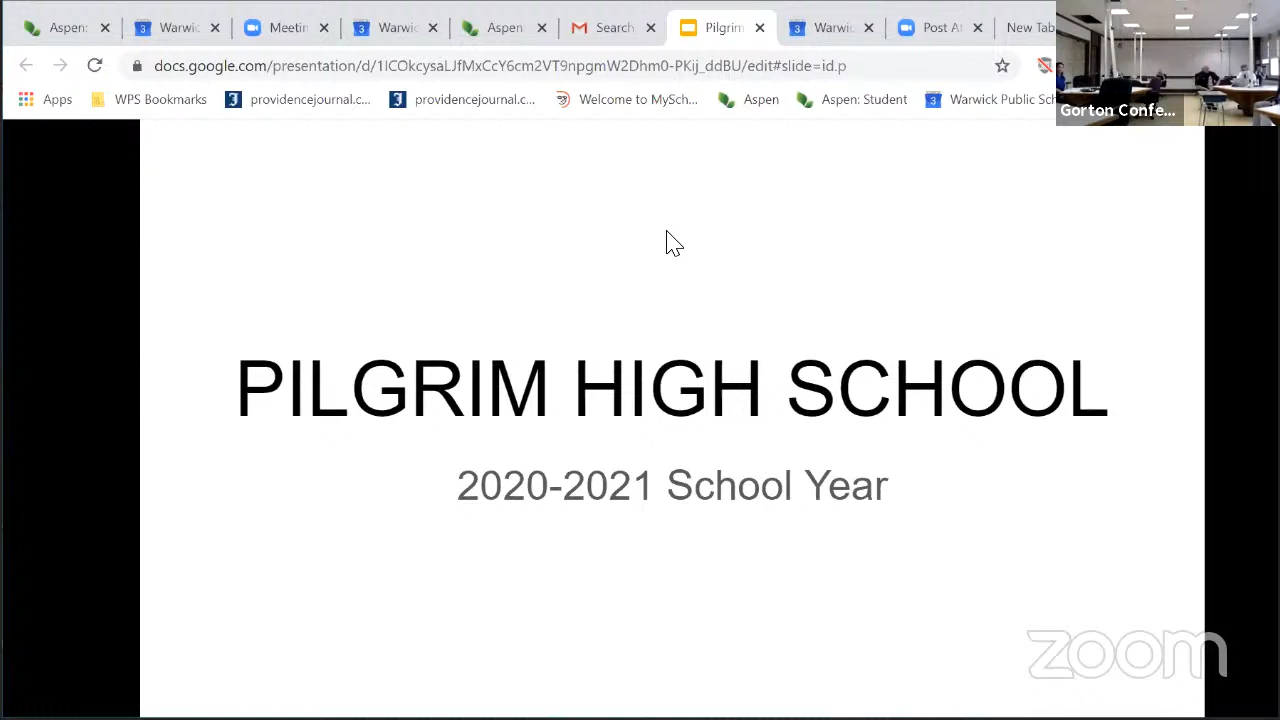 Aspen: Warwic Meetin Warwic Aspen Search Pilgrim Warwic Post At New Tab
docs.google.com/presentation/d/1lCOkcysaLJfMxCcY6cm2VT9npgmW2Dhm0-PKij_ddBU/edit#slide=id.p
Apps WPS Bookmarks providencejournal.c... providencejournal.c... Welcome to MySch... Aspen Aspen: Student Warwick Public Sch
Gorton Confe...
PILGRIM HIGH SCHOOL
2020-2021 School Year
zoom